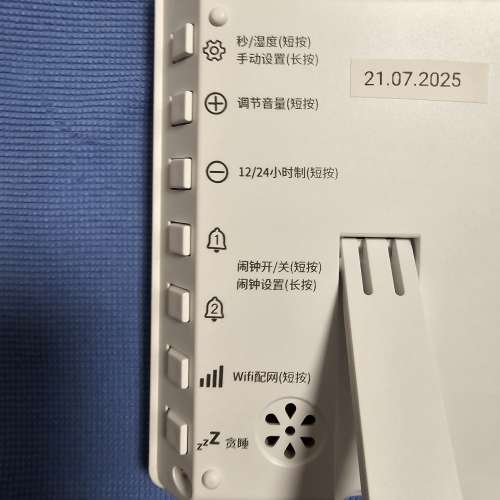 秒/湿度(短按)
手动设置(长按)
21.07.2025
调节音量(短按)
12/24小时制(短按)
1
闹钟开/关(短按)
闹钟设置(长按)
2
Wifi配网(短按)
zzZ 贪睡